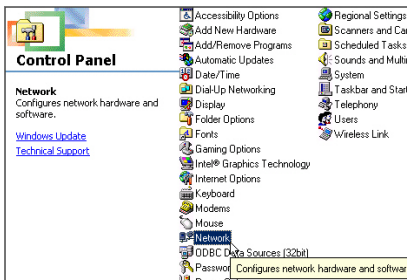 Control Panel
Network
Configures network hardware and
software.
Windows Update
Technical Support
Accessibility Options
Add New Hardware
Add/Remove Programs
Automatic Updates
Date/Time
Dial-Up Networking
Display
Folder Options
Fonts
Gaming Options
Intel® Graphics Technology
Internet Options
Keyboard
Modems
Mouse
Network
ODBC Data Sources (32bit)
Passwor
Configures network hardware and softwar
Regional Settings
Scanners and Car
Scheduled Tasks
Sounds and Multi
System
Taskbar and Start
Telephony
Users
Wireless Link